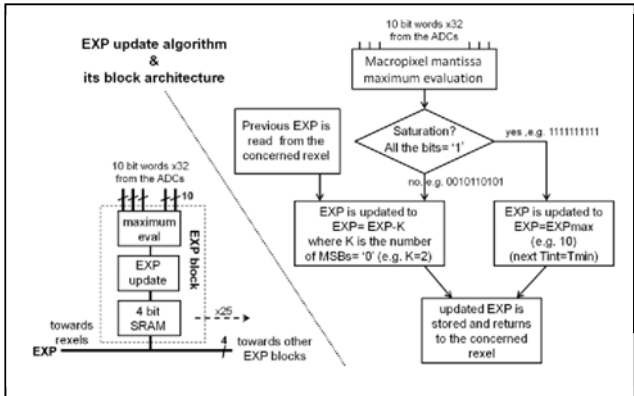 EXP update algorithm
&
its block architecture
10 bit words x32
from the ADCs
10
maximum
eval
EXP
update
4 bit
SRAM
EXP block
x25
towards
rexels
EXP
4
towards other
EXP blocks
10 bit words x32
from the ADCs
Macropixel mantissa
maximum evaluation
Previous EXP is
read from the
concerned rexel
Saturation?
All the bits= ‘1’
yes ,e.g. 1111111111
no, e.g. 0010110101
EXP is updated to
EXP= EXP-K
where K is the number
of MSBs= ‘0’ (e.g. K=2)
EXP is updated to
EXP=EXPmax
(e.g. 10)
(next Tint=Tmin)
updated EXP is
stored and returns
to the concerned
rexel